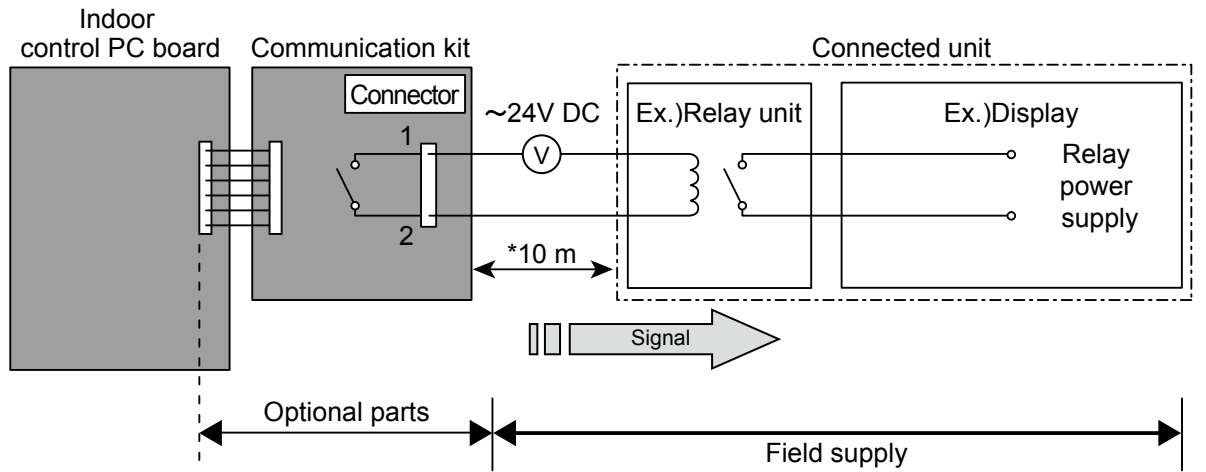 Indoor
control PC board
Communication kit
Connected unit
Connector
1
2
～24V DC
V
Ex.)Relay unit
Ex.)Display
Relay
power
supply
*10 m
Signal
Optional parts
Field supply